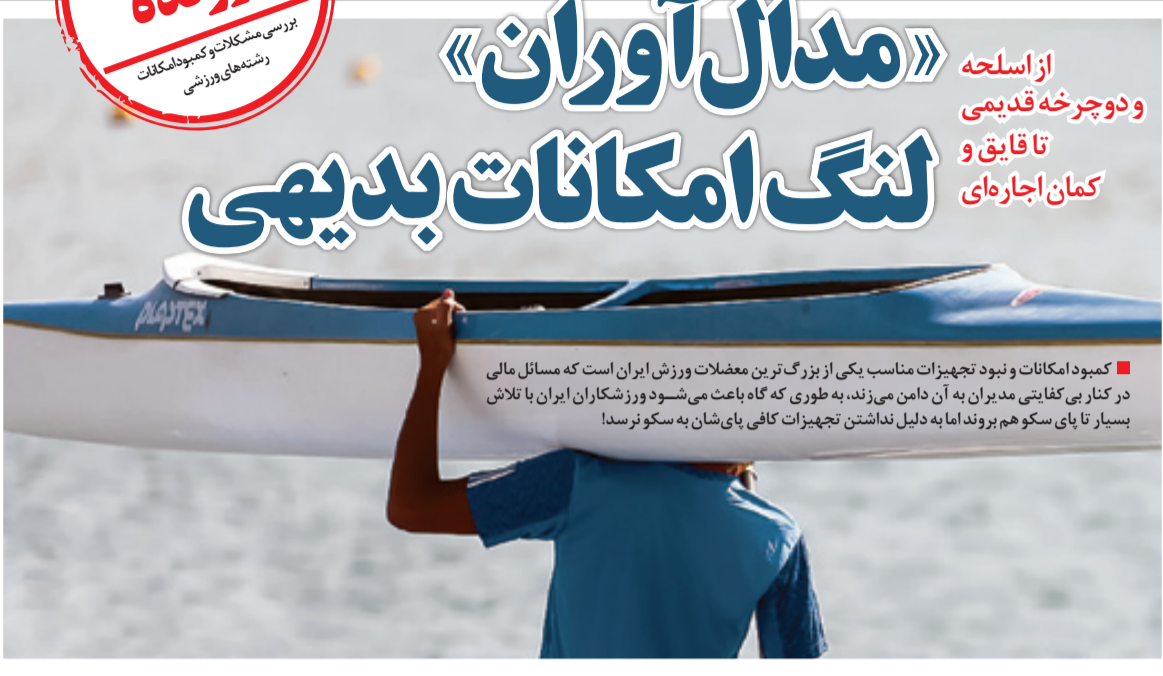 بررسی مشکلات و کمبود امکانات
رشته‌های ورزشی
از اسلحه
و دوچرخه قدیمی
تا قایق و
کمان اجاره‌ای
«مدال‌آوران»
لنگ امکانات بدیهی
کمبود امکانات و نبود تجهیزات مناسب یکی از بزرگ‌ترین معضلات ورزش ایران است که مسائل مالی
در کنار بی‌کفایتی مدیران به آن دامن می‌زند، به طوری که گاه باعث می‌شود ورزشکاران ایران با تلاش
بسیار تا پای سکو هم بروند اما به دلیل نداشتن تجهیزات کافی پای‌شان به سکو نرسد!